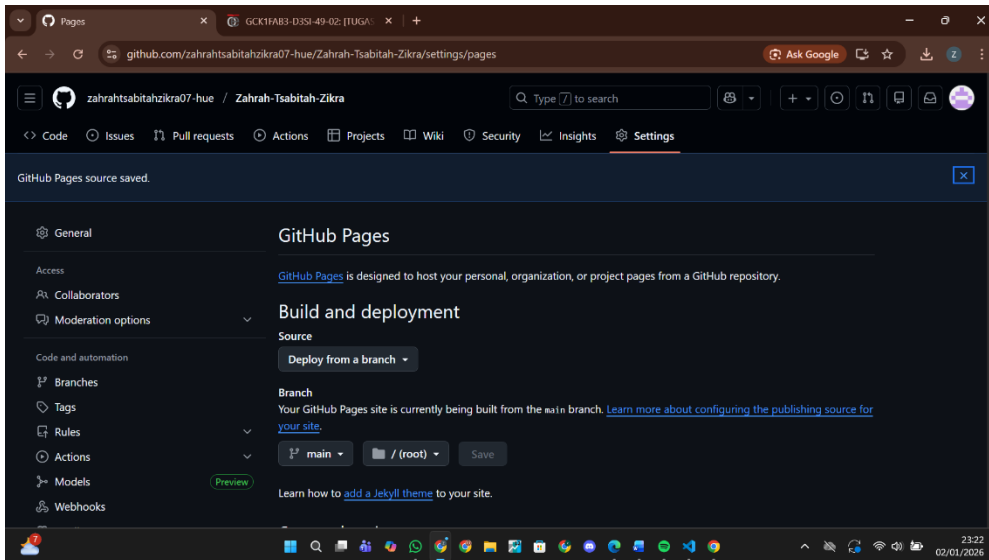 Pages
GCK1FAB3-D3SI-49-02: [TUGAS
github.com/zahrahtsabitahzikra07-hue/Zahrah-Tsabitah-Zikra/settings/pages
Ask Google
Z
zahrahtsabitahzikra07-hue / Zahrah-Tsabitah-Zikra
Type / to search
Code
Issues
Pull requests
Actions
Projects
Wiki
Security
Insights
Settings
GitHub Pages source saved.
General
Access
Collaborators
Moderation options
Code and automation
Branches
Tags
Rules
Actions
Models
Preview
Webhooks
GitHub Pages
GitHub Pages is designed to host your personal, organization, or project pages from a GitHub repository.
Build and deployment
Source
Deploy from a branch
Branch
Your GitHub Pages site is currently being built from the main branch. Learn more about configuring the publishing source for
your site.
main
/ (root)
Save
Learn how to add a Jekyll theme to your site.
7
23:22
02/01/2026